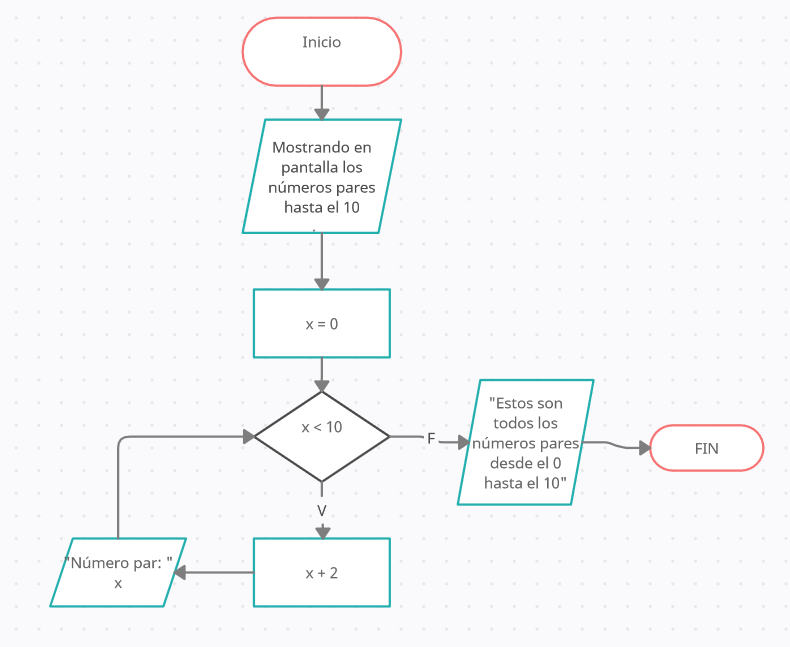 Inicio
Mostrando en
pantalla los
números pares
hasta el 10
.
x = 0
x < 10
F
"Estos son
todos los
números pares
desde el 0
hasta el 10"
FIN
V
x + 2
"Número par: "
x